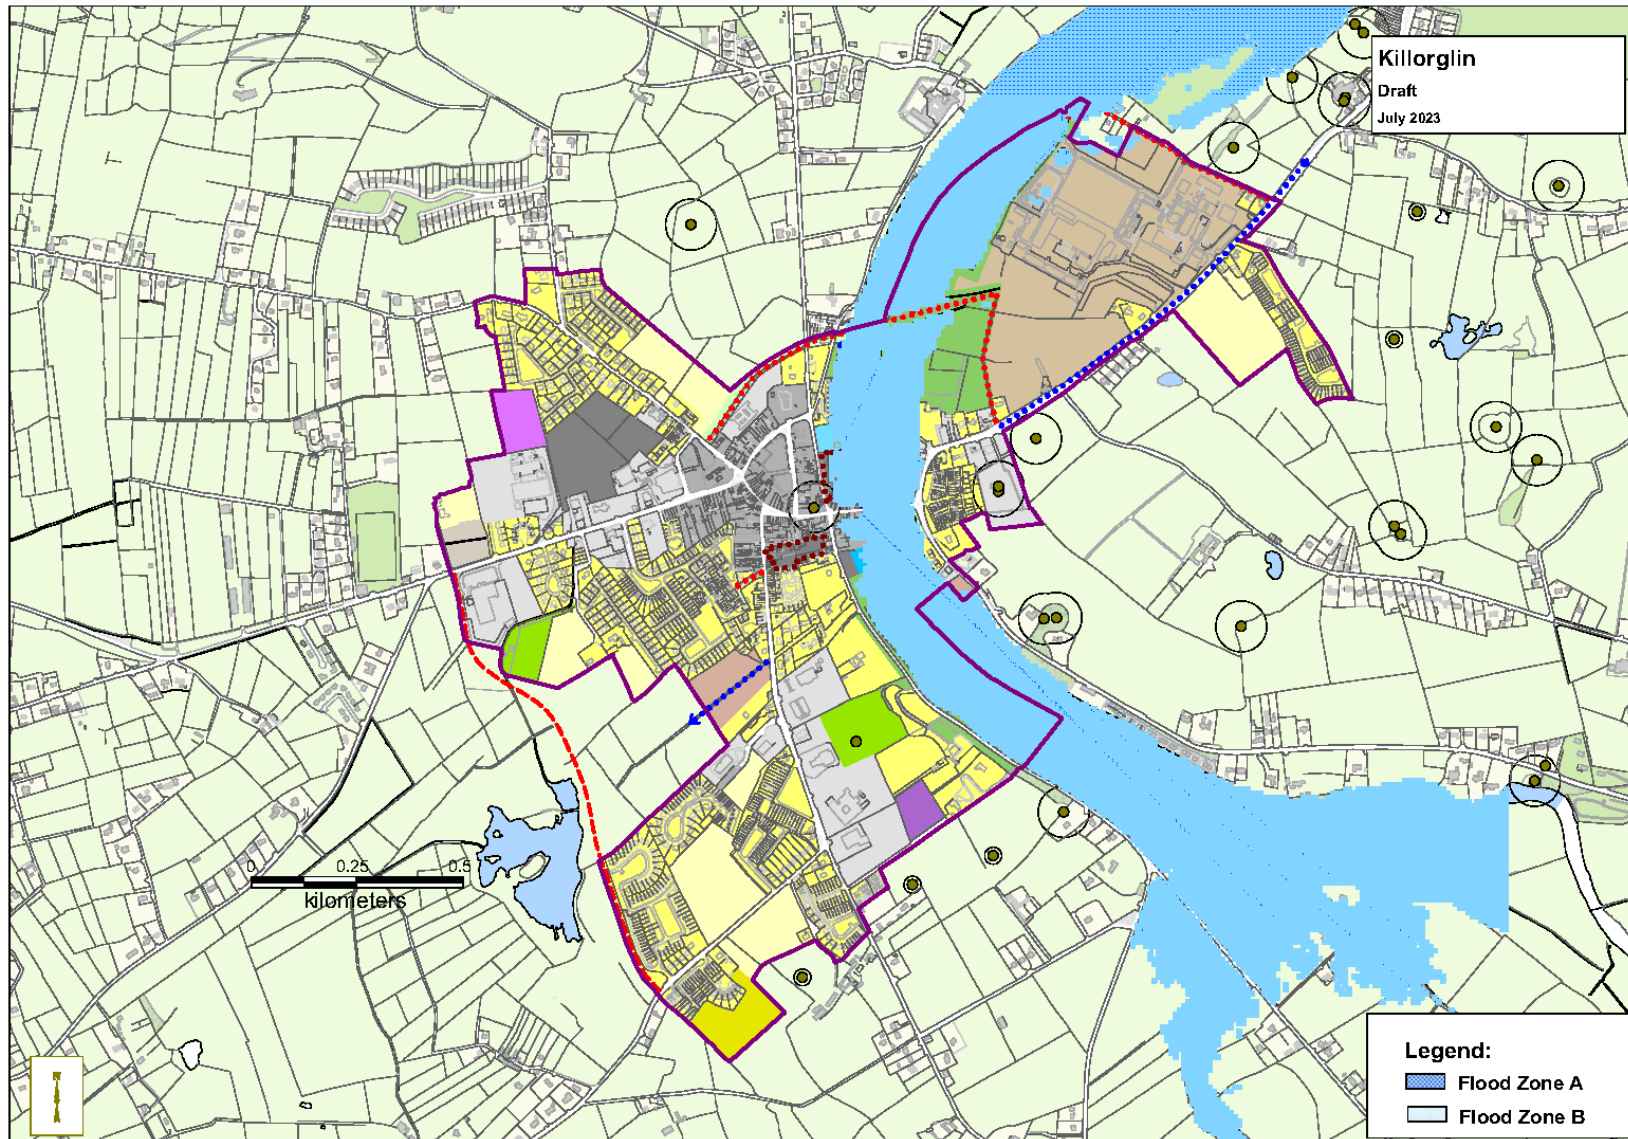 Killorglin
Draft
July 2023
0 0.25 0.5
kilometers
Legend:
Flood Zone A
Flood Zone B